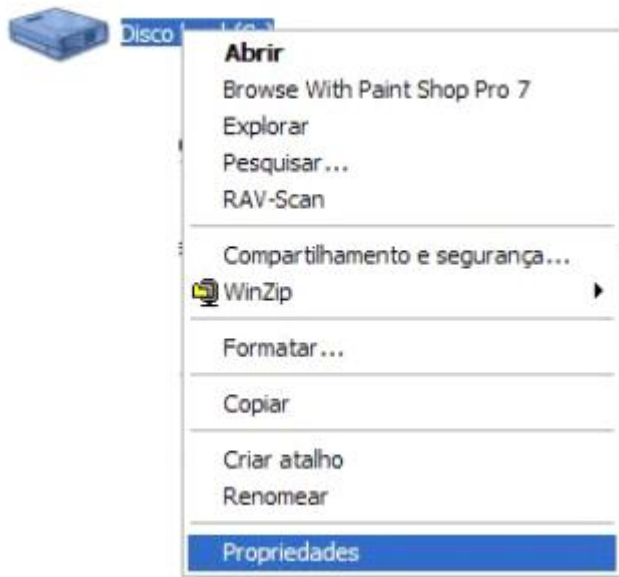 Disco
Abrir
Browse With Paint Shop Pro 7
Explorar
Pesquisar...
RAV-Scan
Compartilhamento e segurança...
WinZip
Formatar...
Copiar
Criar atalho
Renomear
Propriedades